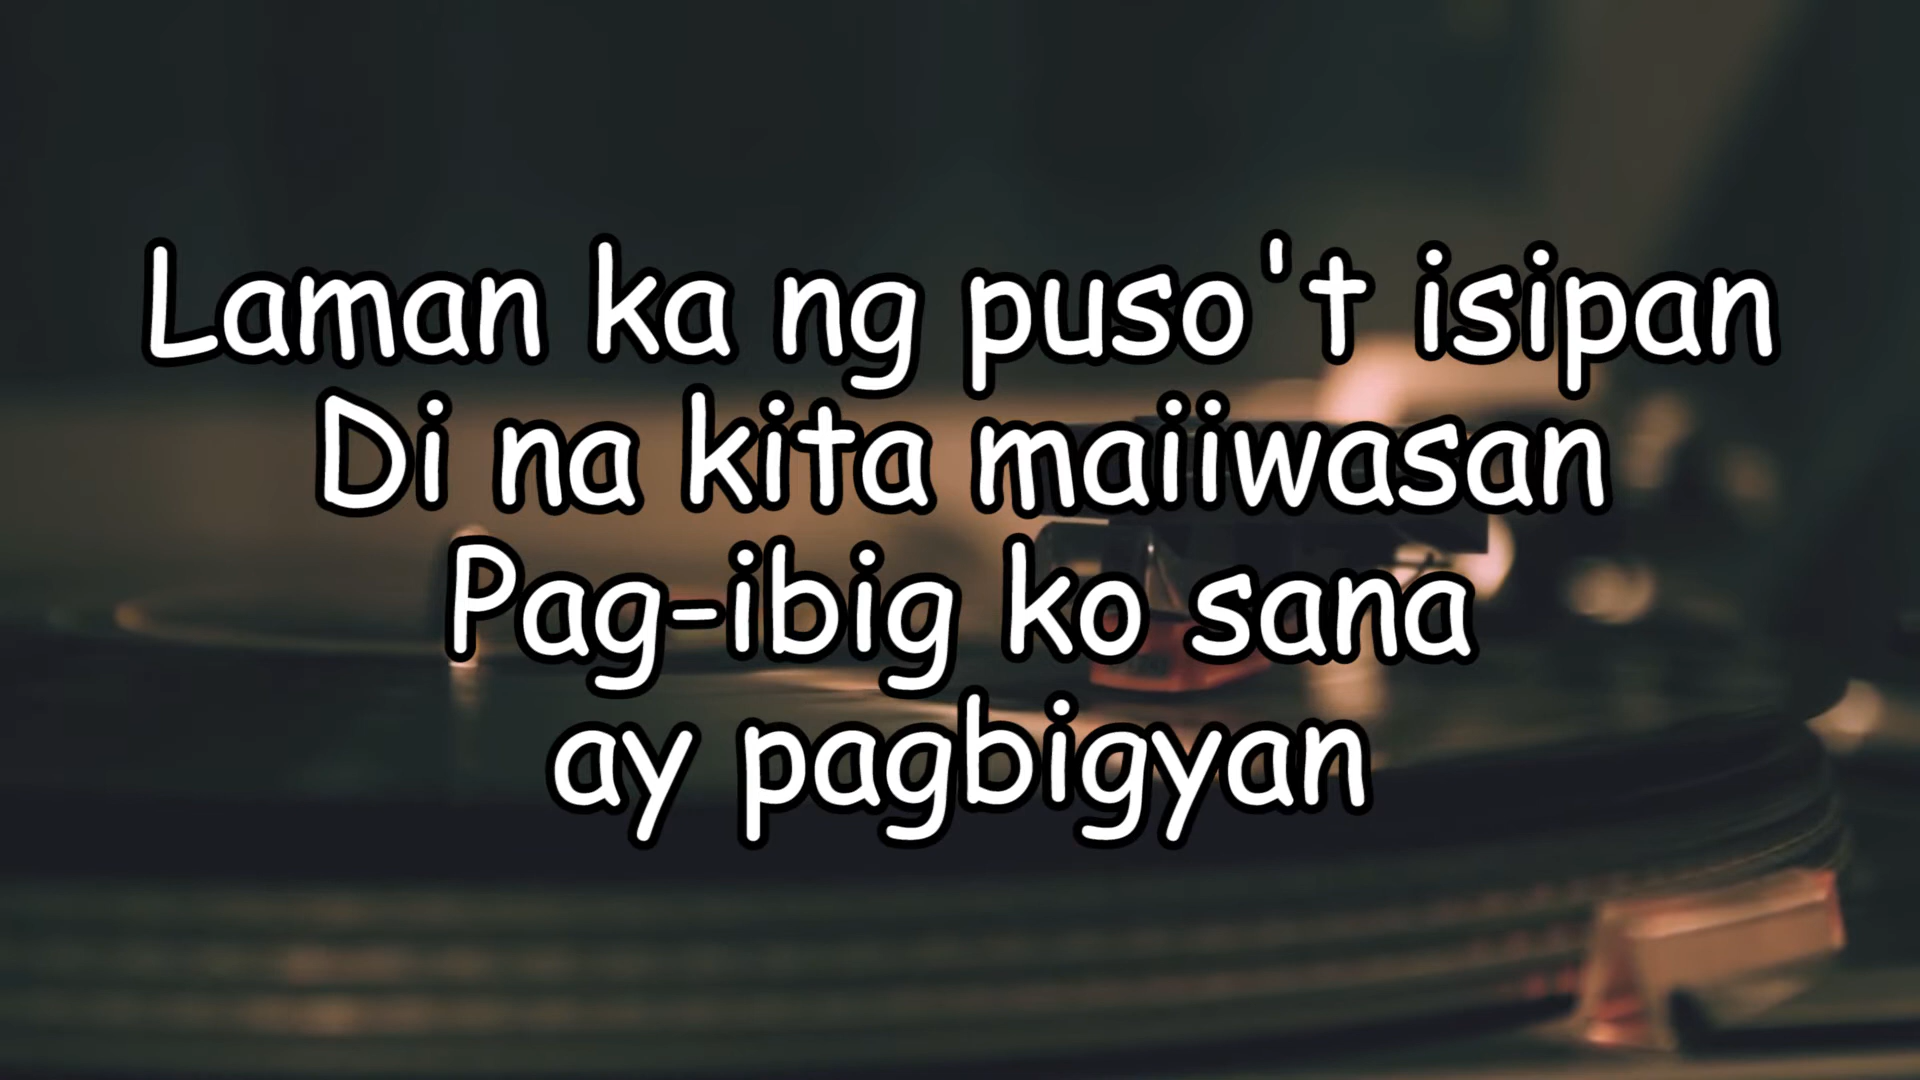 Laman ka ng puso't isipan
Di na kita maiiwasan
Pag-ibig ko sana
ay pagbigyan